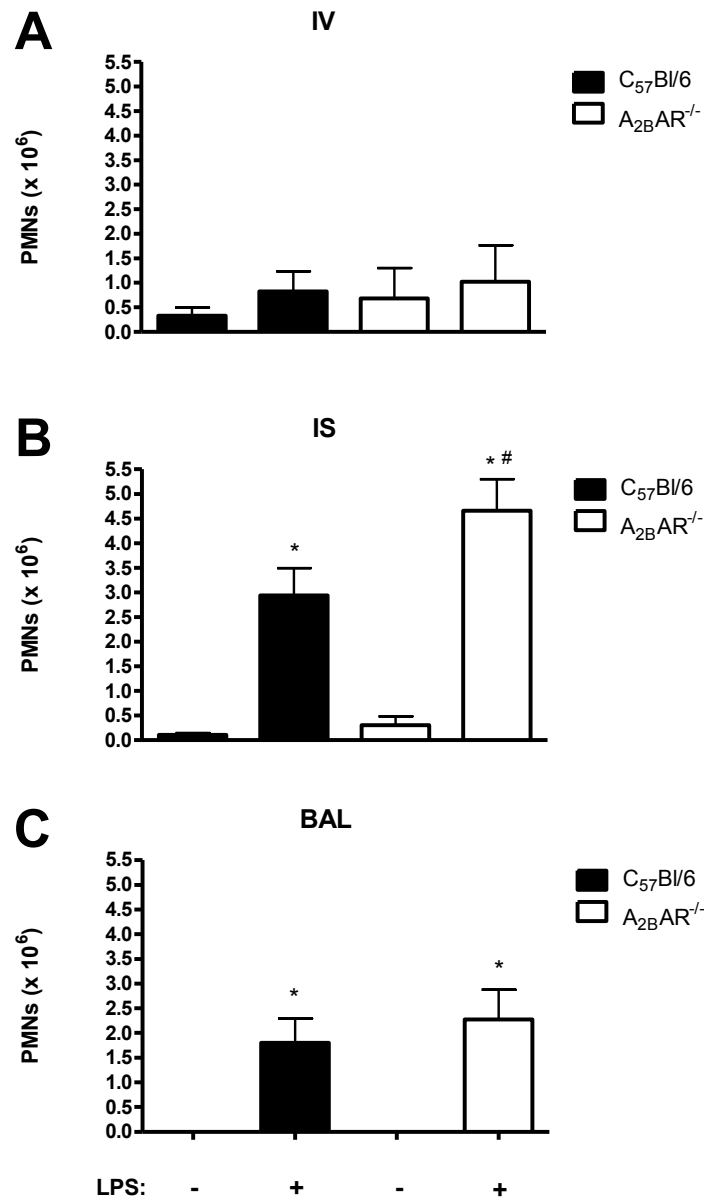 A
IV
PMNs (x 10⁶)
5.5
5.0
4.5
4.0
3.5
3.0
2.5
2.0
1.5
1.0
0.5
0.0
C₅₇Bl/6
A₂BAR⁻/⁻
B
IS
PMNs (x 10⁶)
5.5
5.0
4.5
4.0
3.5
3.0
2.5
2.0
1.5
1.0
0.5
0.0
*
* #
C₅₇Bl/6
A₂BAR⁻/⁻
C
BAL
PMNs (x 10⁶)
5.5
5.0
4.5
4.0
3.5
3.0
2.5
2.0
1.5
1.0
0.5
0.0
*
*
C₅₇Bl/6
A₂BAR⁻/⁻
LPS: - + - +